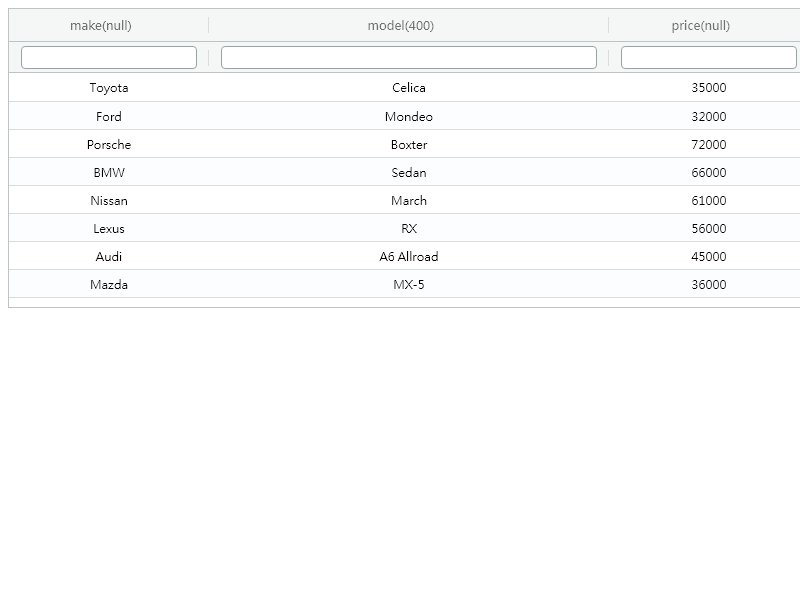 make(null) model(400) price(null)
Toyota Celica 35000
Ford Mondeo 32000
Porsche Boxter 72000
BMW Sedan 66000
Nissan March 61000
Lexus RX 56000
Audi A6 Allroad 45000
Mazda MX-5 36000